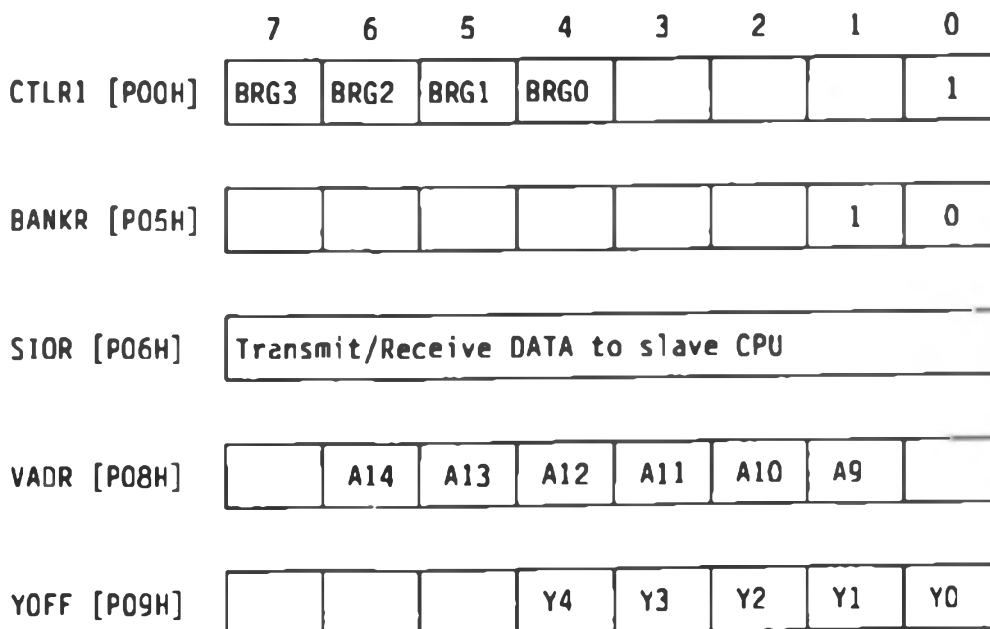 7 6 5 4 3 2 1 0
CTLR1 [P00H] BRG3 BRG2 BRG1 BRG0 1
BANKR [P05H] 1 0
SIOR [P06H] Transmit/Receive DATA to slave CPU
VADR [P08H] A14 A13 A12 A11 A10 A9
YOFF [P09H] Y4 Y3 Y2 Y1 Y0